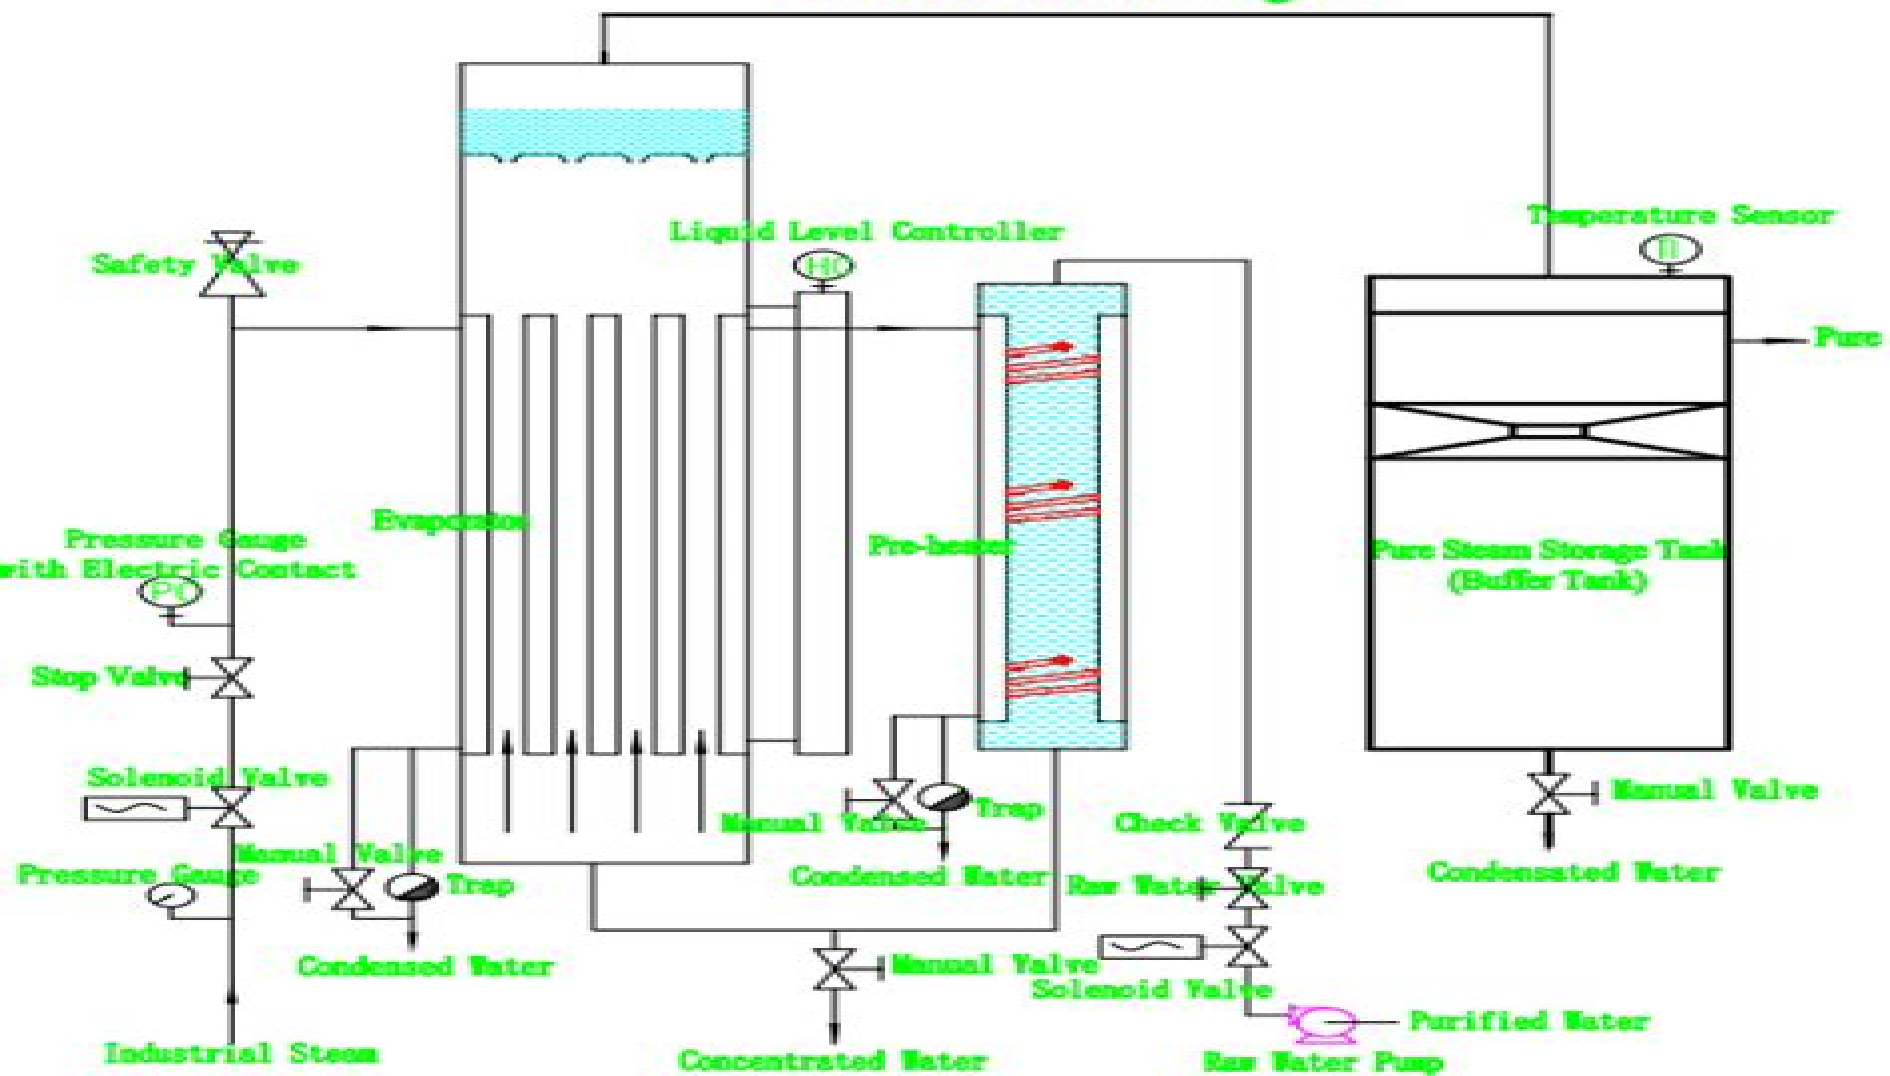 Temperature Sensor
Liquid Level Controller
HC
TI
Safety Valve
Pure
Pressure Gauge
with Electric Contact
PC
Evaporator
Pre-heater
Pure Steam Storage Tank
(Buffer Tank)
Stop Valve
Solenoid Valve
Manual Valve
Trap
Manual Valve
Check Valve
Manual Valve
Pressure Gauge
Trap
Condensed Water
Raw Water Valve
Condensated Water
Condensed Water
Manual Valve
Solenoid Valve
Industrial Steam
Concentrated Water
Purified Water
Raw Water Pump